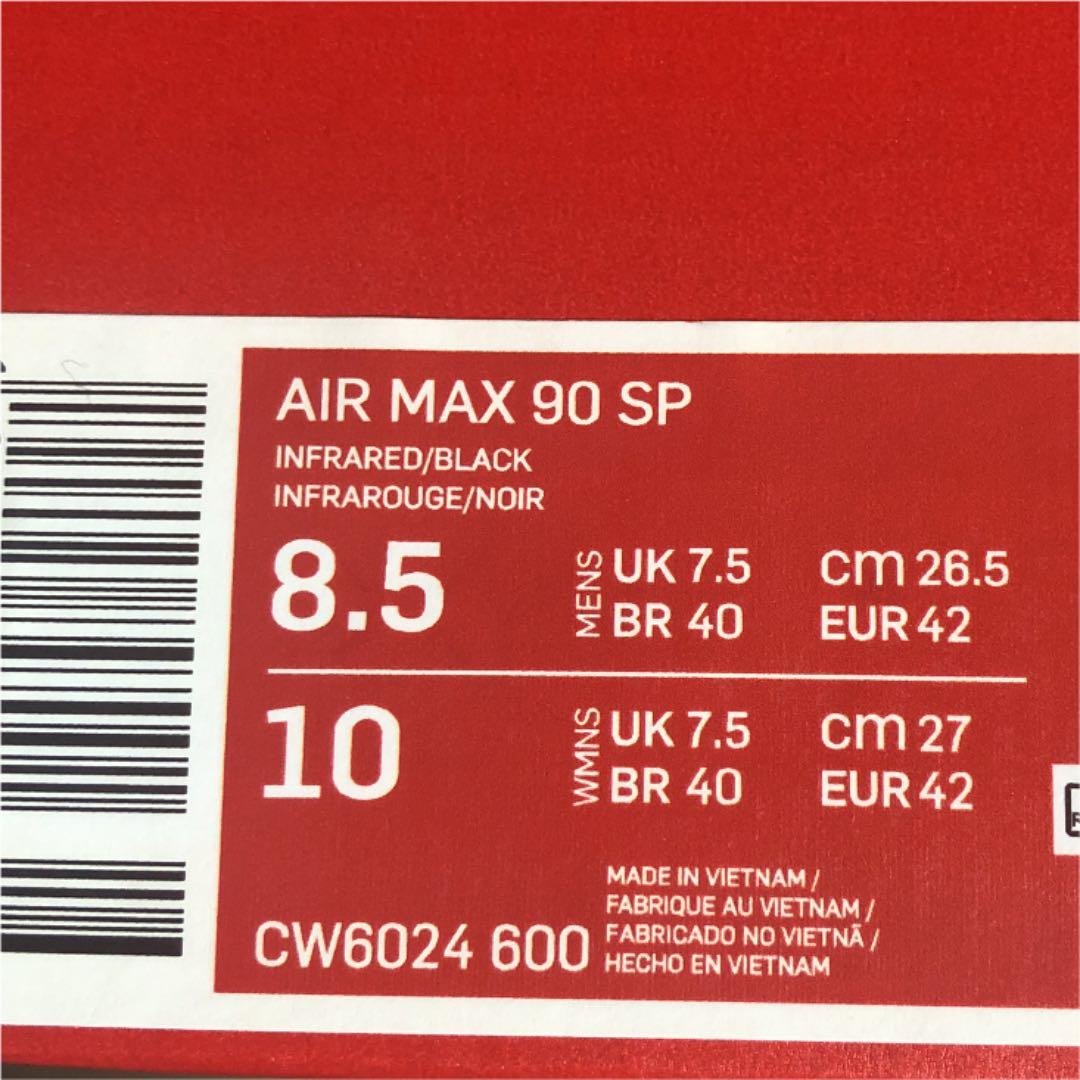 AIR MAX 90 SP
INFRARED/BLACK
INFRAROUGE/NOIR
8.5 MENS UK 7.5 cm 26.5
BR 40 EUR 42
10 WMNS UK 7.5 cm 27
BR 40 EUR 42
MADE IN VIETNAM /
FABRIQUE AU VIETNAM /
FABRICADO NO VIETNÃ /
HECHO EN VIETNAM
CW6024 600